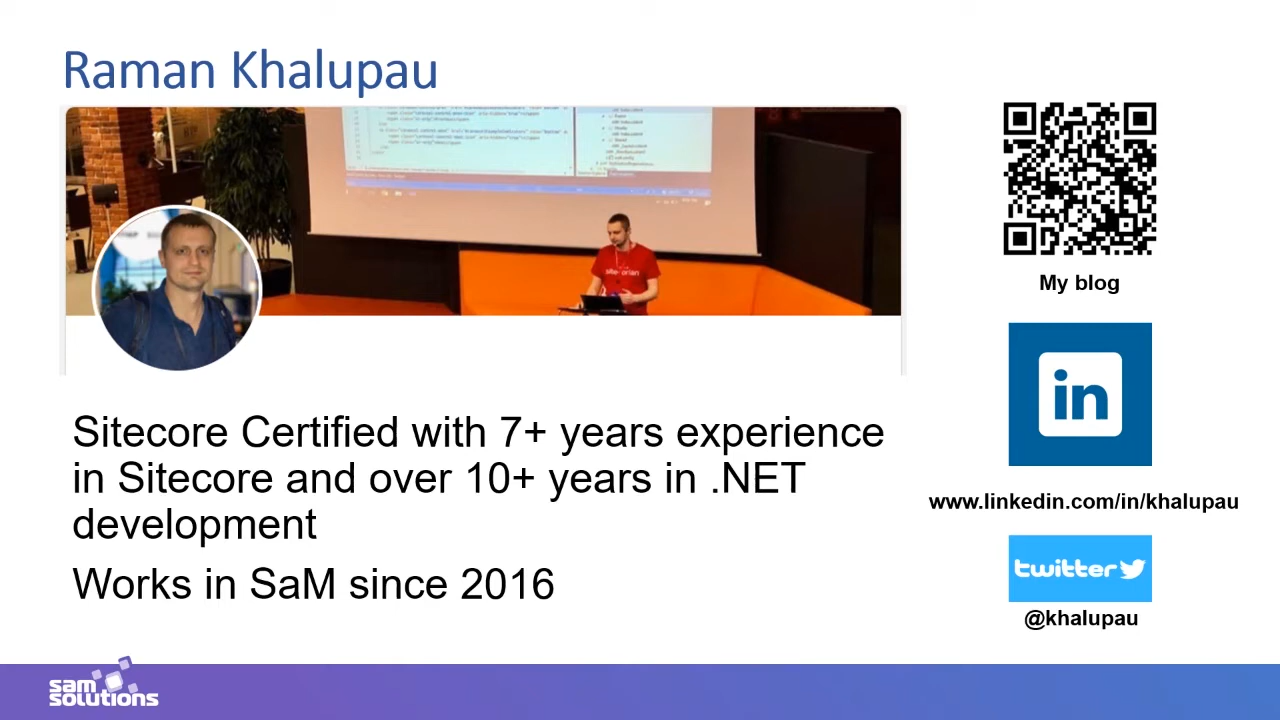 Raman Khalupau
My blog
Sitecore Certified with 7+ years experience
in Sitecore and over 10+ years in .NET
development
Works in SaM since 2016
in
www.linkedin.com/in/khalupau
twitter
@khalupau
sam
solutions